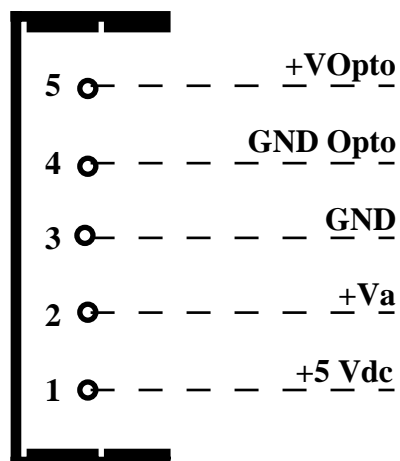 5 +VOpto
4 GND Opto
3 GND
2 +Va
1 +5 Vdc